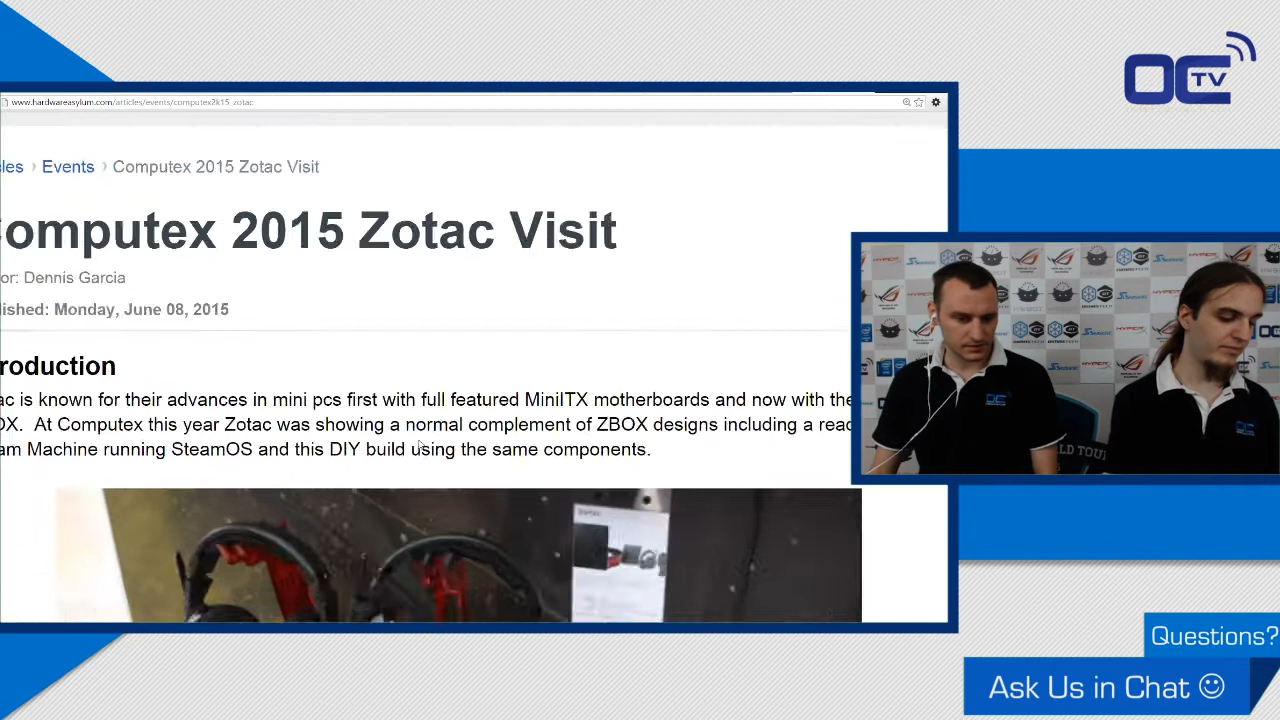 OC TV
www.hardwareasylum.com/articles/events/computex2k15_zotac
cles › Events › Computex 2015 Zotac Visit
omputex 2015 Zotac Visit
or: Dennis Garcia
lished: Monday, June 08, 2015
roduction
ac is known for their advances in mini pcs first with full featured MiniITX motherboards and now with the
OX. At Computex this year Zotac was showing a normal complement of ZBOX designs including a read
am Machine running SteamOS and this DIY build using the same components.
WORLD TOUR
Questions?
Ask Us in Chat ☺